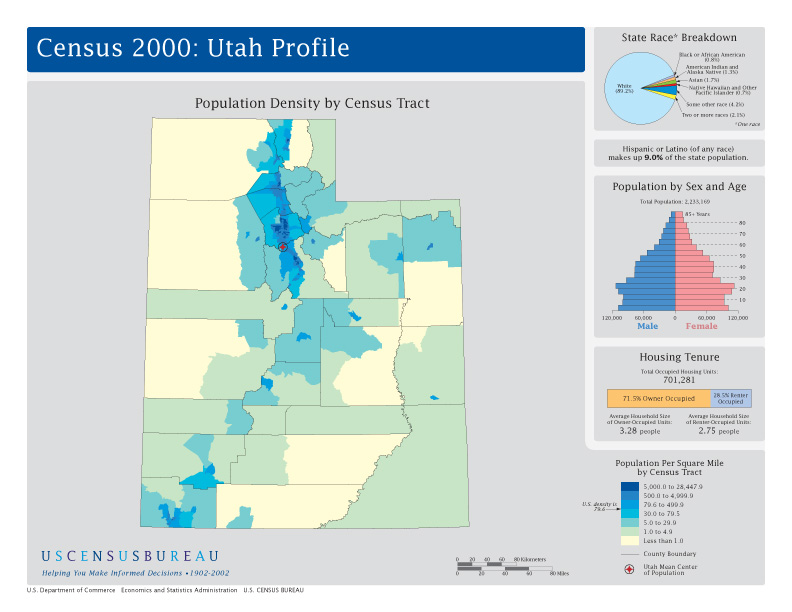 Census 2000: Utah Profile
Population Density by Census Tract
State Race* Breakdown
Black or African American
(0.8%)
American Indian and
Alaska Native (1.3%)
Asian (1.7%)
Native Hawaiian and Other
Pacific Islander (0.7%)
White
(89.2%)
Some other race (4.2%)
Two or more races (2.1%)
*One race
Hispanic or Latino (of any race)
makes up 9.0% of the state population.
Population by Sex and Age
Total Population: 2,233,169
85+ Years
80
70
60
50
40
30
20
10
120,000 60,000 0 60,000 120,000
Male Female
Housing Tenure
Total Occupied Housing Units:
701,281
71.5% Owner Occupied
28.5% Renter
Occupied
Average Household Size
of Owner-Occupied Units:
3.28 people
Average Household Size
of Renter-Occupied Units:
2.75 people
Population Per Square Mile
by Census Tract
5,000.0 to 28,447.9
500.0 to 4,999.9
79.6 to 499.9
30.0 to 79.5
5.0 to 29.9
1.0 to 4.9
Less than 1.0
U.S. density is
79.6
County Boundary
Utah Mean Center
of Population
0 20 40 60 80 Kilometers
0 20 40 60 80 Miles
USCENSUSBUREAU
Helping You Make Informed Decisions • 1902-2002
U.S. Department of Commerce Economics and Statistics Administration U.S. CENSUS BUREAU